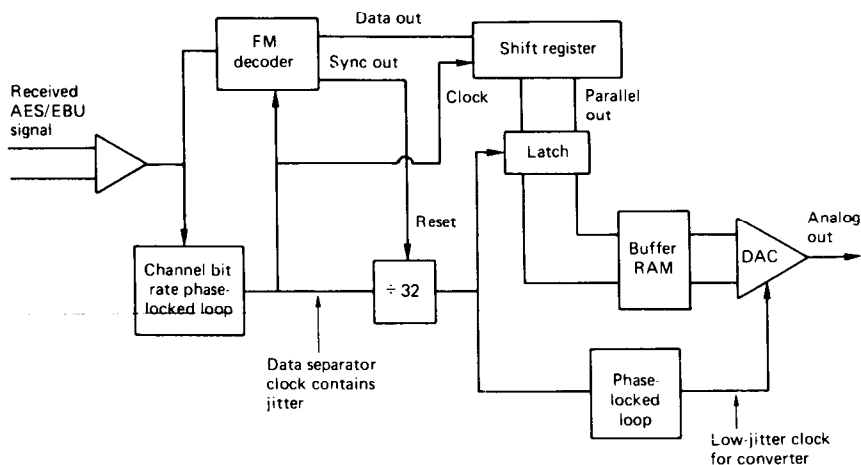 Data out
FM
decoder
Shift register
Sync out
Received
AES/EBU
signal
Clock
Parallel
out
Latch
Reset
Analog
out
Buffer
RAM
DAC
Channel bit
rate phase-
locked loop
÷ 32
Data separator
clock contains
jitter
Phase-
locked
loop
Low-jitter clock
for converter